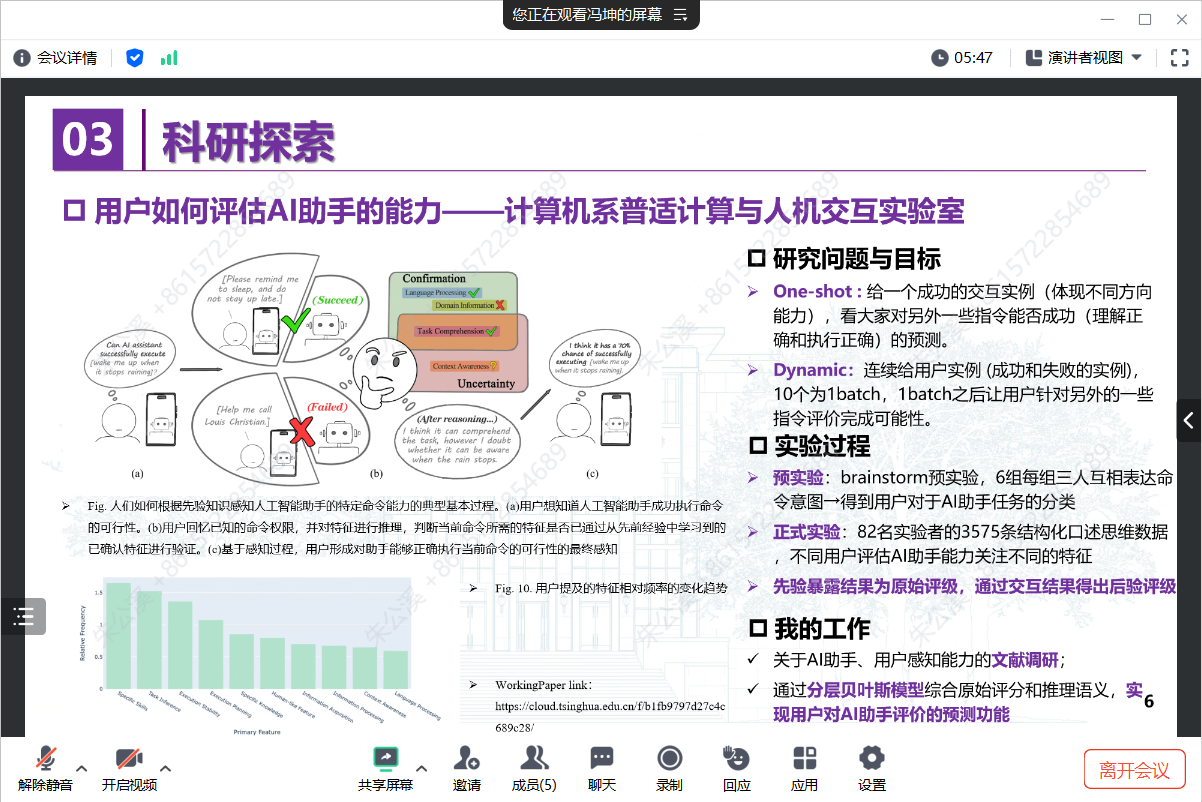 您正在观看冯坤的屏幕
会议详情
05:47
演讲者视图
03
科研探索
用户如何评估AI助手的能力——计算机系普适计算与人机交互实验室
[Please remind me
to sleep, and do
not stay up late.]
(Succeed)
Can AI assistant
successfully execute
[wake me up when
it stops raining]?
[Help me call
Louis Christian.]
(Failed)
Confirmation
Language Processing
Domain Information
Task Comprehension
Context Awareness
Uncertainty
(After reasoning...)
I think it can comprehend
the task, however I doubt
whether it can be aware
when the rain stops.
I think it has a 70%
chance of successfully
executing [wake me up
when it stops raining].
(a)
(b)
(c)
Fig. 人们如何根据先验知识感知人工智能助手的特定命令能力的典型基本过程。(a)用户想知道人工智能助手成功执行命令
的可行性。(b)用户回忆已知的命令权限，并对特征进行推理，判断当前命令所需的特征是否已通过从先前经验中学习到的
已确认特征进行验证。(c)基于感知过程，用户形成对助手能够正确执行当前命令的可行性的最终感知
Relative Frequency
1.5
1
0.5
0
Specific Skills
Task Inference
Execution Stability
Execution Planning
Specific Knowledge
Human-like Feature
Information Acquisition
Information Processing
Context Awareness
Language Processing
Primary Feature
Fig. 10. 用户提及的特征相对频率的变化趋势
WorkingPaper link：
https://cloud.tsinghua.edu.cn/f/b1fb9797d27c4c
689c28/
研究问题与目标
One-shot : 给一个成功的交互实例（体现不同方向
能力），看大家对另外一些指令能否成功（理解正
确和执行正确）的预测。
Dynamic：连续给用户实例 (成功和失败的实例)，
10个为1batch，1batch之后让用户针对另外的一些
指令评价完成可能性。
实验过程
预实验：brainstorm预实验，6组每组三人互相表达命
令意图→得到用户对于AI助手任务的分类
正式实验：82名实验者的3575条结构化口述思维数据
，不同用户评估AI助手能力关注不同的特征
先验暴露结果为原始评级，通过交互结果得出后验评级
我的工作
关于AI助手、用户感知能力的文献调研；
通过分层贝叶斯模型综合原始评分和推理语义，实
现用户对AI助手评价的预测功能
6
朱公溪 +8615722854689
解除静音
开启视频
共享屏幕
邀请
成员(5)
聊天
录制
回应
应用
设置
离开会议